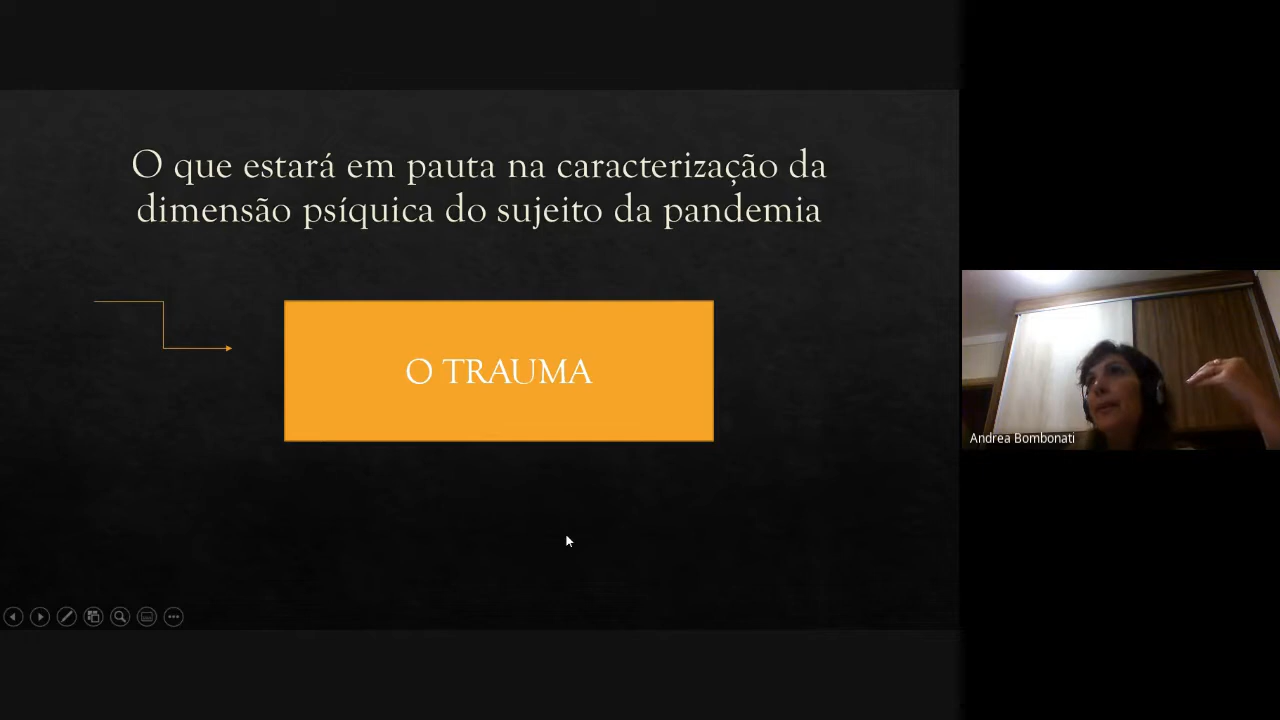 O que estará em pauta na caracterização da
dimensão psíquica do sujeito da pandemia
O TRAUMA
Andrea Bombonati